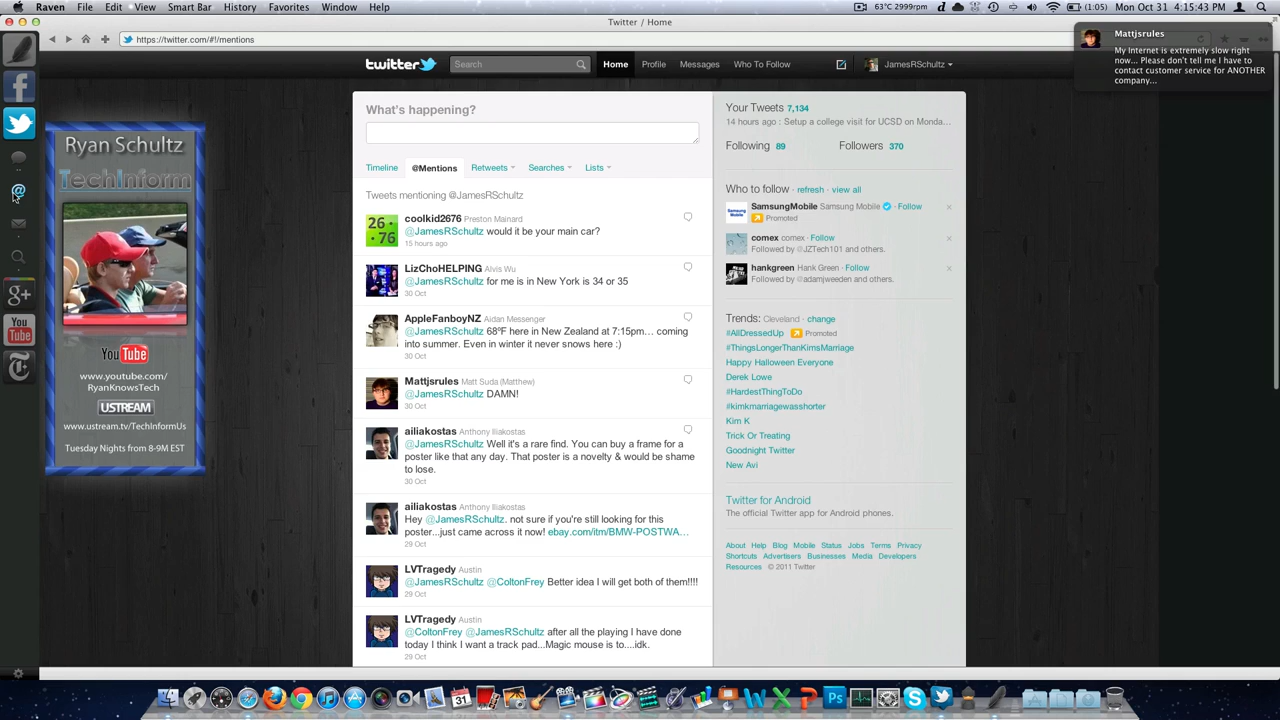 Raven File Edit View Smart Bar History Favorites Window Help
63°C 2999rpm
(1:05) Mon Oct 31 4:15:43 PM
Twitter / Home
https://twitter.com/#!/mentions
Mattjsrules
My Internet is extremely slow right
now... Please don't tell me I have to
contact customer service for ANOTHER
company...
twitter
Search
Home Profile Messages Who To Follow
JamesRSchultz
Ryan Schultz
TechInform
YouTube
www.youtube.com/
RyanKnowsTech
USTREAM
www.ustream.tv/TechInformUs
Tuesday Nights from 8-9M EST
@
g+
You
Tube
What's happening?
Timeline @Mentions Retweets Searches Lists
Tweets mentioning @JamesRSchultz
26 • 76
coolkid2676 Preston Mainard
@JamesRSchultz would it be your main car?
15 hours ago
LizChoHELPING Alvis Wu
@JamesRSchultz for me is in New York is 34 or 35
30 Oct
AppleFanboyNZ Aidan Messenger
@JamesRSchultz 68ºF here in New Zealand at 7:15pm… coming
into summer. Even in winter it never snows here :)
30 Oct
Mattjsrules Matt Suda (Matthew)
@JamesRSchultz DAMN!
30 Oct
ailiakostas Anthony Iliakostas
@JamesRSchultz Well it's a rare find. You can buy a frame for a
poster like that any day. That poster is a novelty & would be shame
to lose.
30 Oct
ailiakostas Anthony Iliakostas
Hey @JamesRSchultz. not sure if you're still looking for this
poster...just came across it now! ebay.com/itm/BMW-POSTWA…
29 Oct
LVTragedy Austin
@JamesRSchultz @ColtonFrey Better idea I will get both of them!!!!
29 Oct
LVTragedy Austin
@ColtonFrey @JamesRSchultz after all the playing I have done
today I think I want a track pad...Magic mouse is to....idk.
29 Oct
Your Tweets 7,134
14 hours ago : Setup a college visit for UCSD on Monda…
Following 89 Followers 370
Who to follow · refresh · view all
SamsungMobile Samsung Mobile · Follow
Promoted
comex comex · Follow
Followed by @JZTech101 and others.
hankgreen Hank Green · Follow
Followed by @adamjweeden and others.
Trends: Cleveland · change
#AllDressedUp Promoted
#ThingsLongerThanKimsMarriage
Happy Halloween Everyone
Derek Lowe
#HardestThingToDo
#kimkmarriagewasshorter
Kim K
Trick Or Treating
Goodnight Twitter
New Avi
Twitter for Android
The official Twitter app for Android phones.
About Help Blog Mobile Status Jobs Terms Privacy
Shortcuts Advertisers Businesses Media Developers
Resources © 2011 Twitter